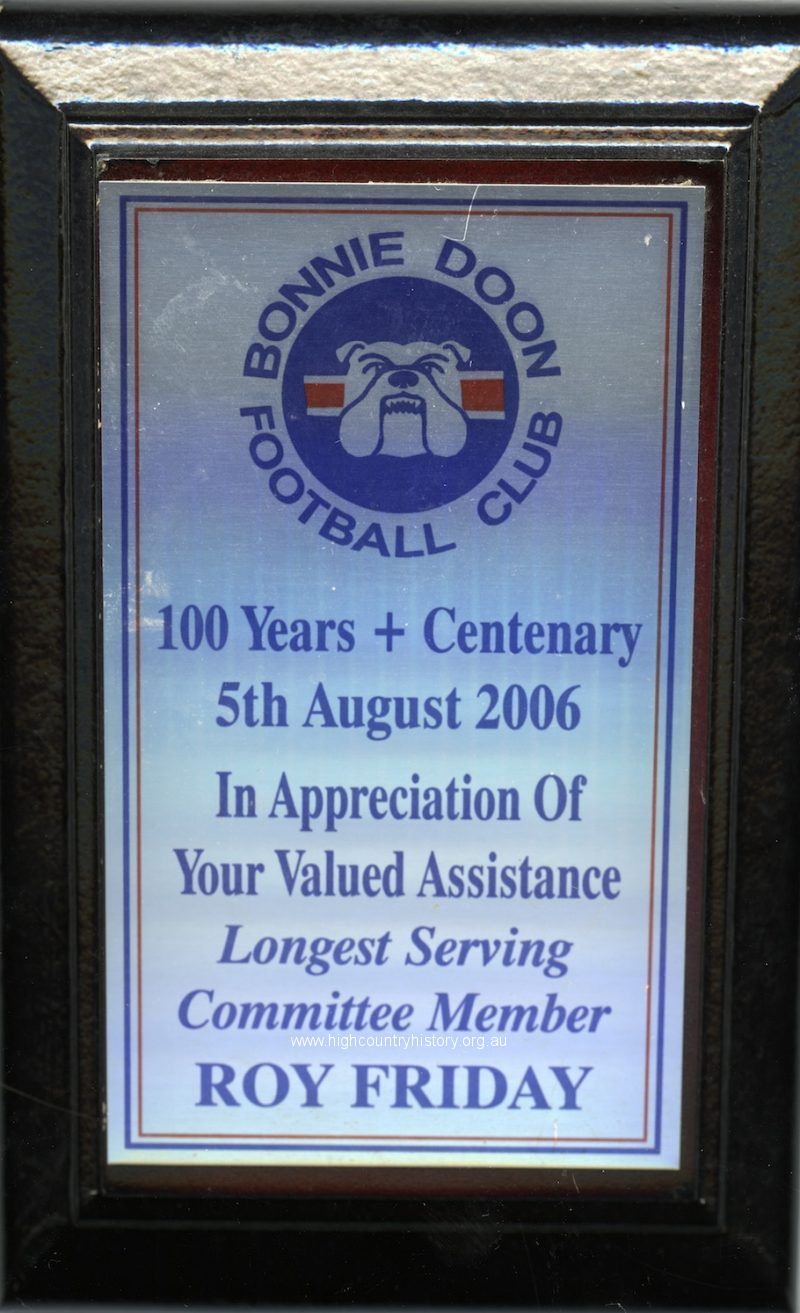 BONNIE DOON
FOOTBALL CLUB
100 Years + Centenary
5th August 2006
In Appreciation Of
Your Valued Assistance
Longest Serving
Committee Member
www.highcountryhistory.org.au
ROY FRIDAY